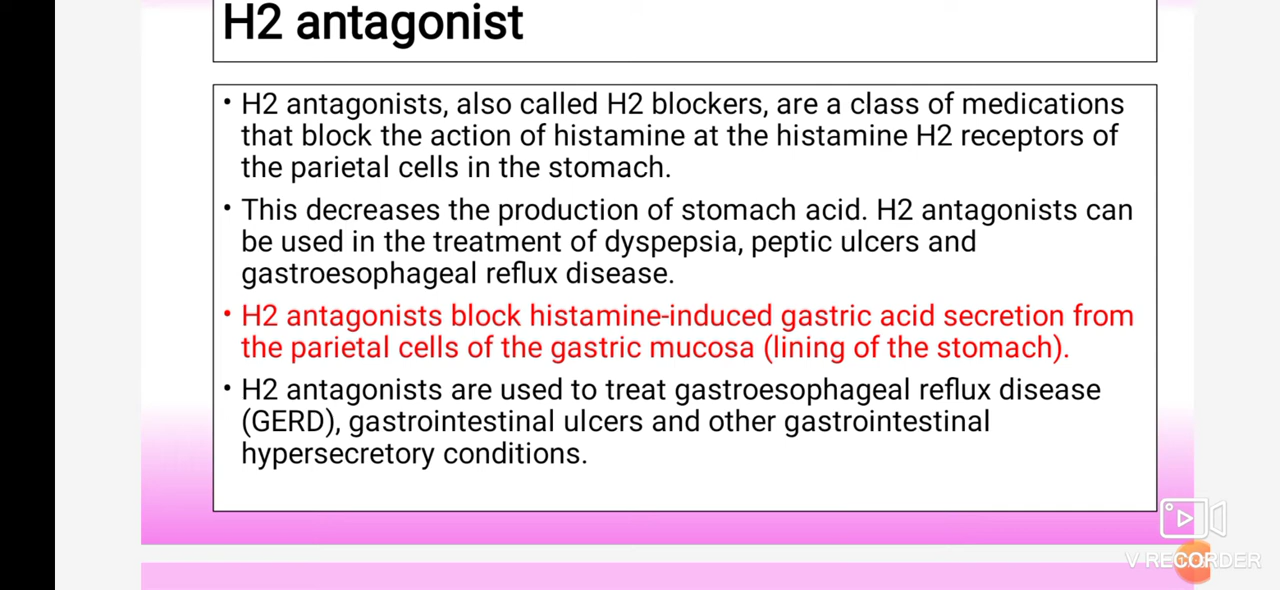 H2 antagonist
• H2 antagonists, also called H2 blockers, are a class of medications
that block the action of histamine at the histamine H2 receptors of
the parietal cells in the stomach.
• This decreases the production of stomach acid. H2 antagonists can
be used in the treatment of dyspepsia, peptic ulcers and
gastroesophageal reflux disease.
• H2 antagonists block histamine-induced gastric acid secretion from
the parietal cells of the gastric mucosa (lining of the stomach).
• H2 antagonists are used to treat gastroesophageal reflux disease
(GERD), gastrointestinal ulcers and other gastrointestinal
hypersecretory conditions.
V RECORDER